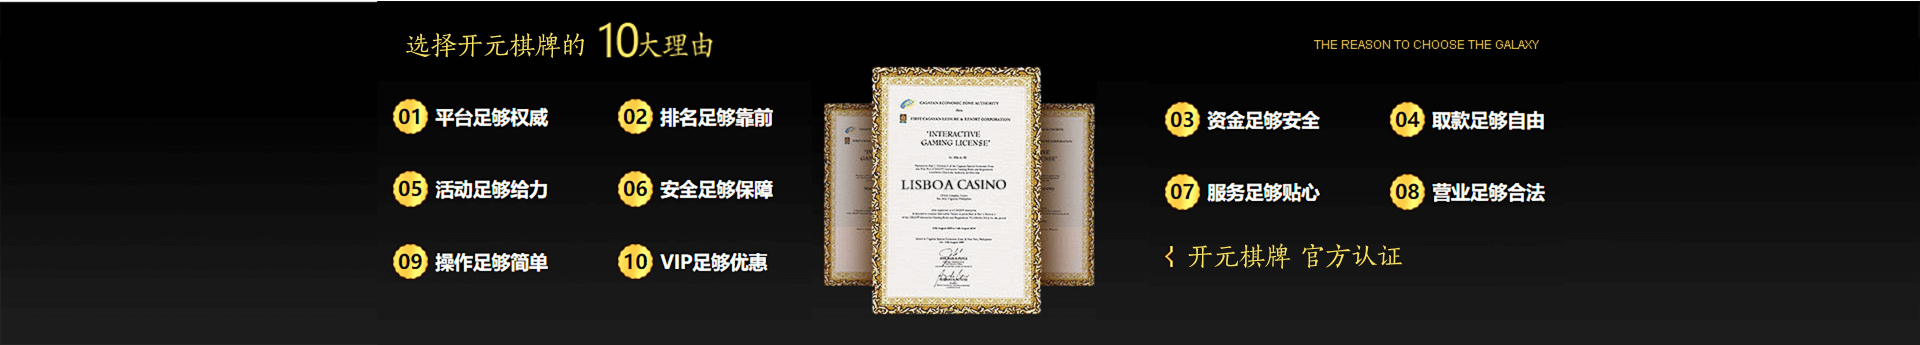 选择开元棋牌的 10大理由
THE REASON TO CHOOSE THE GALAXY
01 平台足够权威
02 排名足够靠前
03 资金足够安全
04 取款足够自由
05 活动足够给力
06 安全足够保障
07 服务足够贴心
08 营业足够合法
09 操作足够简单
10 VIP足够优惠
开元棋牌 官方认证
CAGAYAN ECONOMIC ZONE AUTHORITY
FIRST CAGAYAN LEISURE & RESORT CORPORATION
"INTERACTIVE
GAMING LICENSE"
LISBOA CASINO